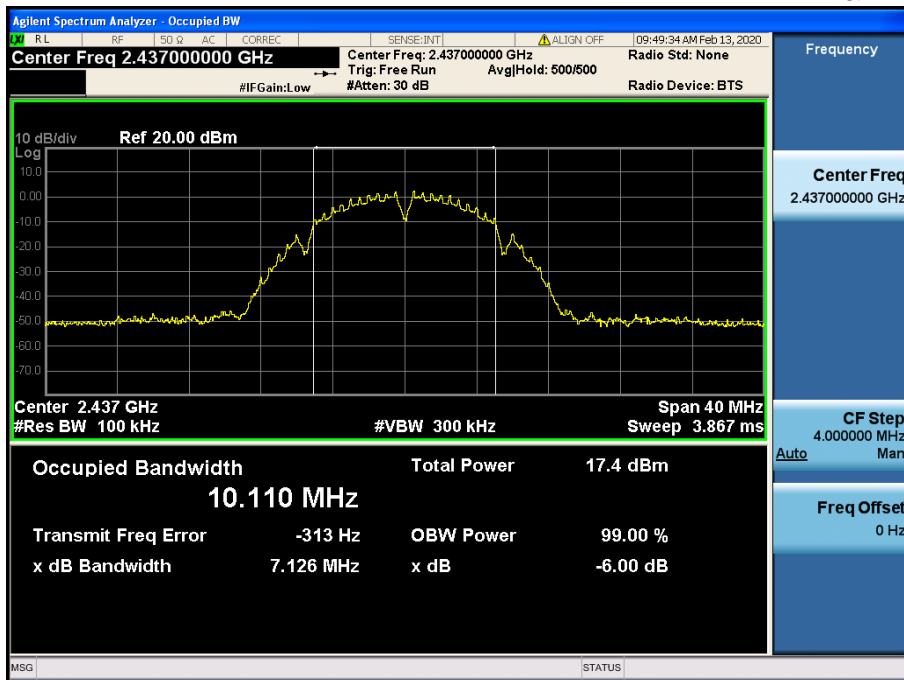 Agilent Spectrum Analyzer - Occupied BW
LXI RL RF 50 Ω AC CORREC SENSE:INT ALIGN OFF 09:49:34 AM Feb 13, 2020
Center Freq 2.437000000 GHz Center Freq: 2.437000000 GHz Radio Std: None
Trig: Free Run Avg|Hold: 500/500
#IFGain:Low #Atten: 30 dB Radio Device: BTS
10 dB/div Ref 20.00 dBm
Log
10.0
0.00
-10.0
-20.0
-30.0
-40.0
-50.0
-60.0
-70.0
Center 2.437 GHz Span 40 MHz
#Res BW 100 kHz #VBW 300 kHz Sweep 3.867 ms
Occupied Bandwidth Total Power 17.4 dBm
10.110 MHz
Transmit Freq Error -313 Hz OBW Power 99.00 %
x dB Bandwidth 7.126 MHz x dB -6.00 dB
MSG STATUS
Frequency
Center Freq
2.437000000 GHz
CF Step
4.000000 MHz
Auto Man
Freq Offset
0 Hz